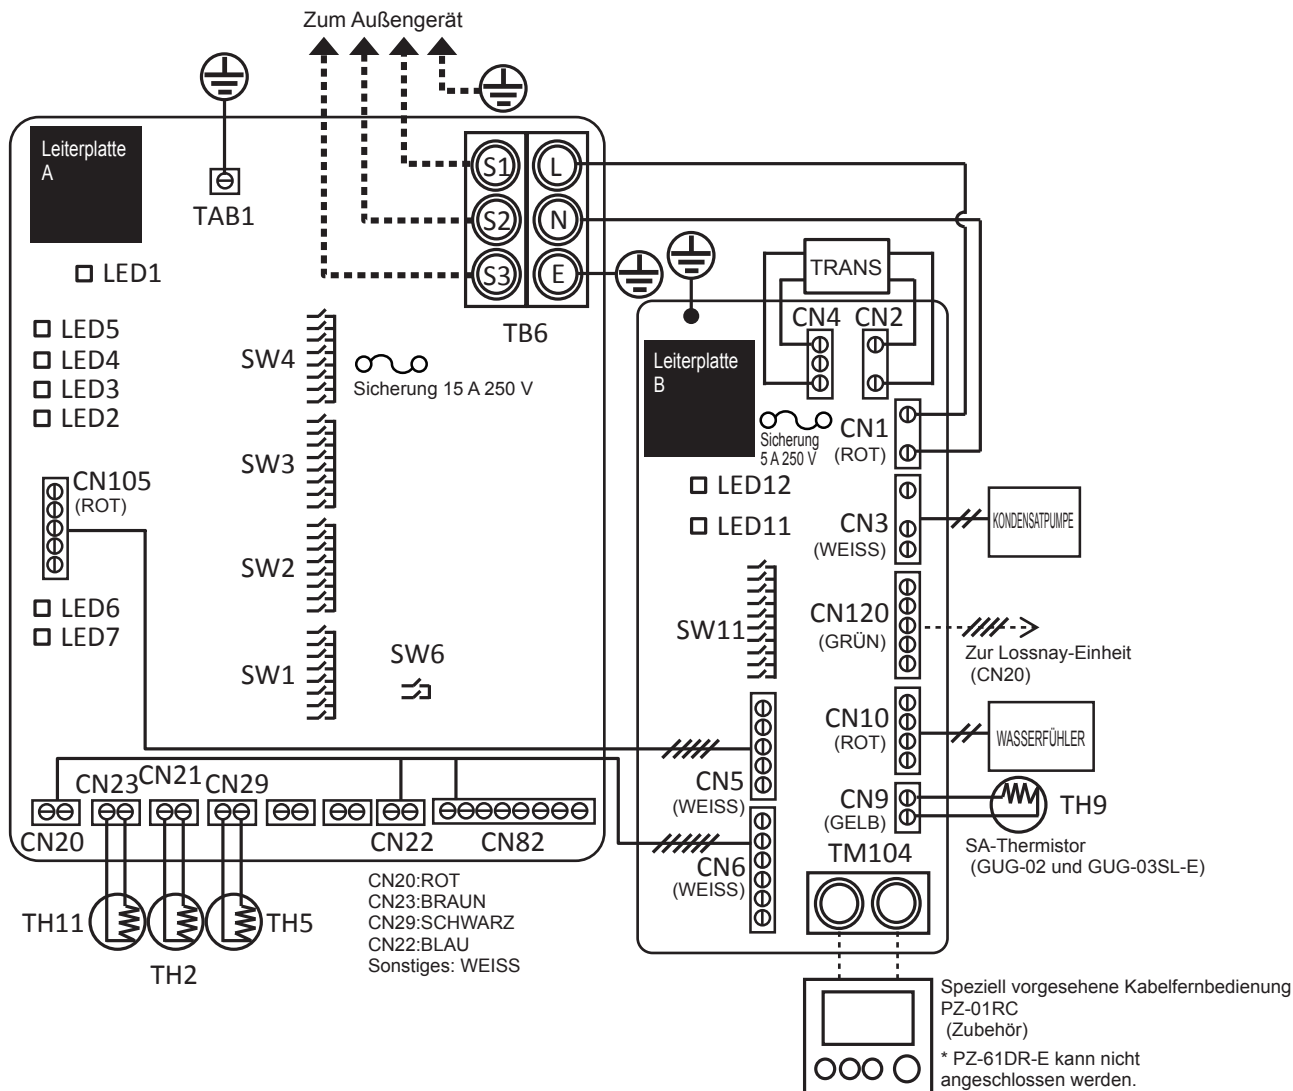 Zum Außengerät
Leiterplatte
A
TAB1
S1
L
S2
N
S3
E
TB6
LED1
LED5
LED4
LED3
LED2
SW4
Sicherung 15 A 250 V
SW3
CN105
(ROT)
SW2
LED6
LED7
SW1
SW6
CN23
CN21
CN29
CN20
CN22
CN82
TH11
TH2
TH5
CN20:ROT
CN23:BRAUN
CN29:SCHWARZ
CN22:BLAU
Sonstiges: WEISS
TRANS
CN4
CN2
Leiterplatte
B
Sicherung
5 A 250 V
CN1
(ROT)
LED12
LED11
CN3
(WEISS)
KONDENSATPUMPE
SW11
CN120
(GRÜN)
Zur Lossnay-Einheit
(CN20)
CN10
(ROT)
WASSERFÜHLER
CN5
(WEISS)
CN9
(GELB)
TH9
SA-Thermistor
(GUG-02 und GUG-03SL-E)
CN6
(WEISS)
TM104
Speziell vorgesehene Kabelfernbedienung
PZ-01RC
(Zubehör)
* PZ-61DR-E kann nicht
angeschlossen werden.